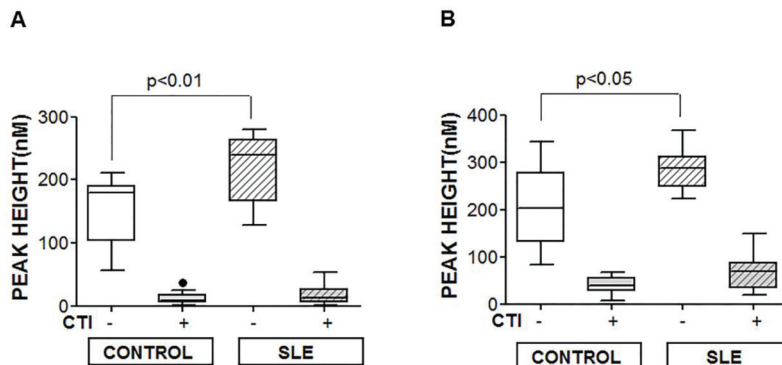 A
p<0.01
PEAK HEIGHT(nM)
300
200
100
0
CTI - + - +
CONTROL SLE
B
p<0.05
PEAK HEIGHT(nM)
400
300
200
100
0
CTI - + - +
CONTROL SLE